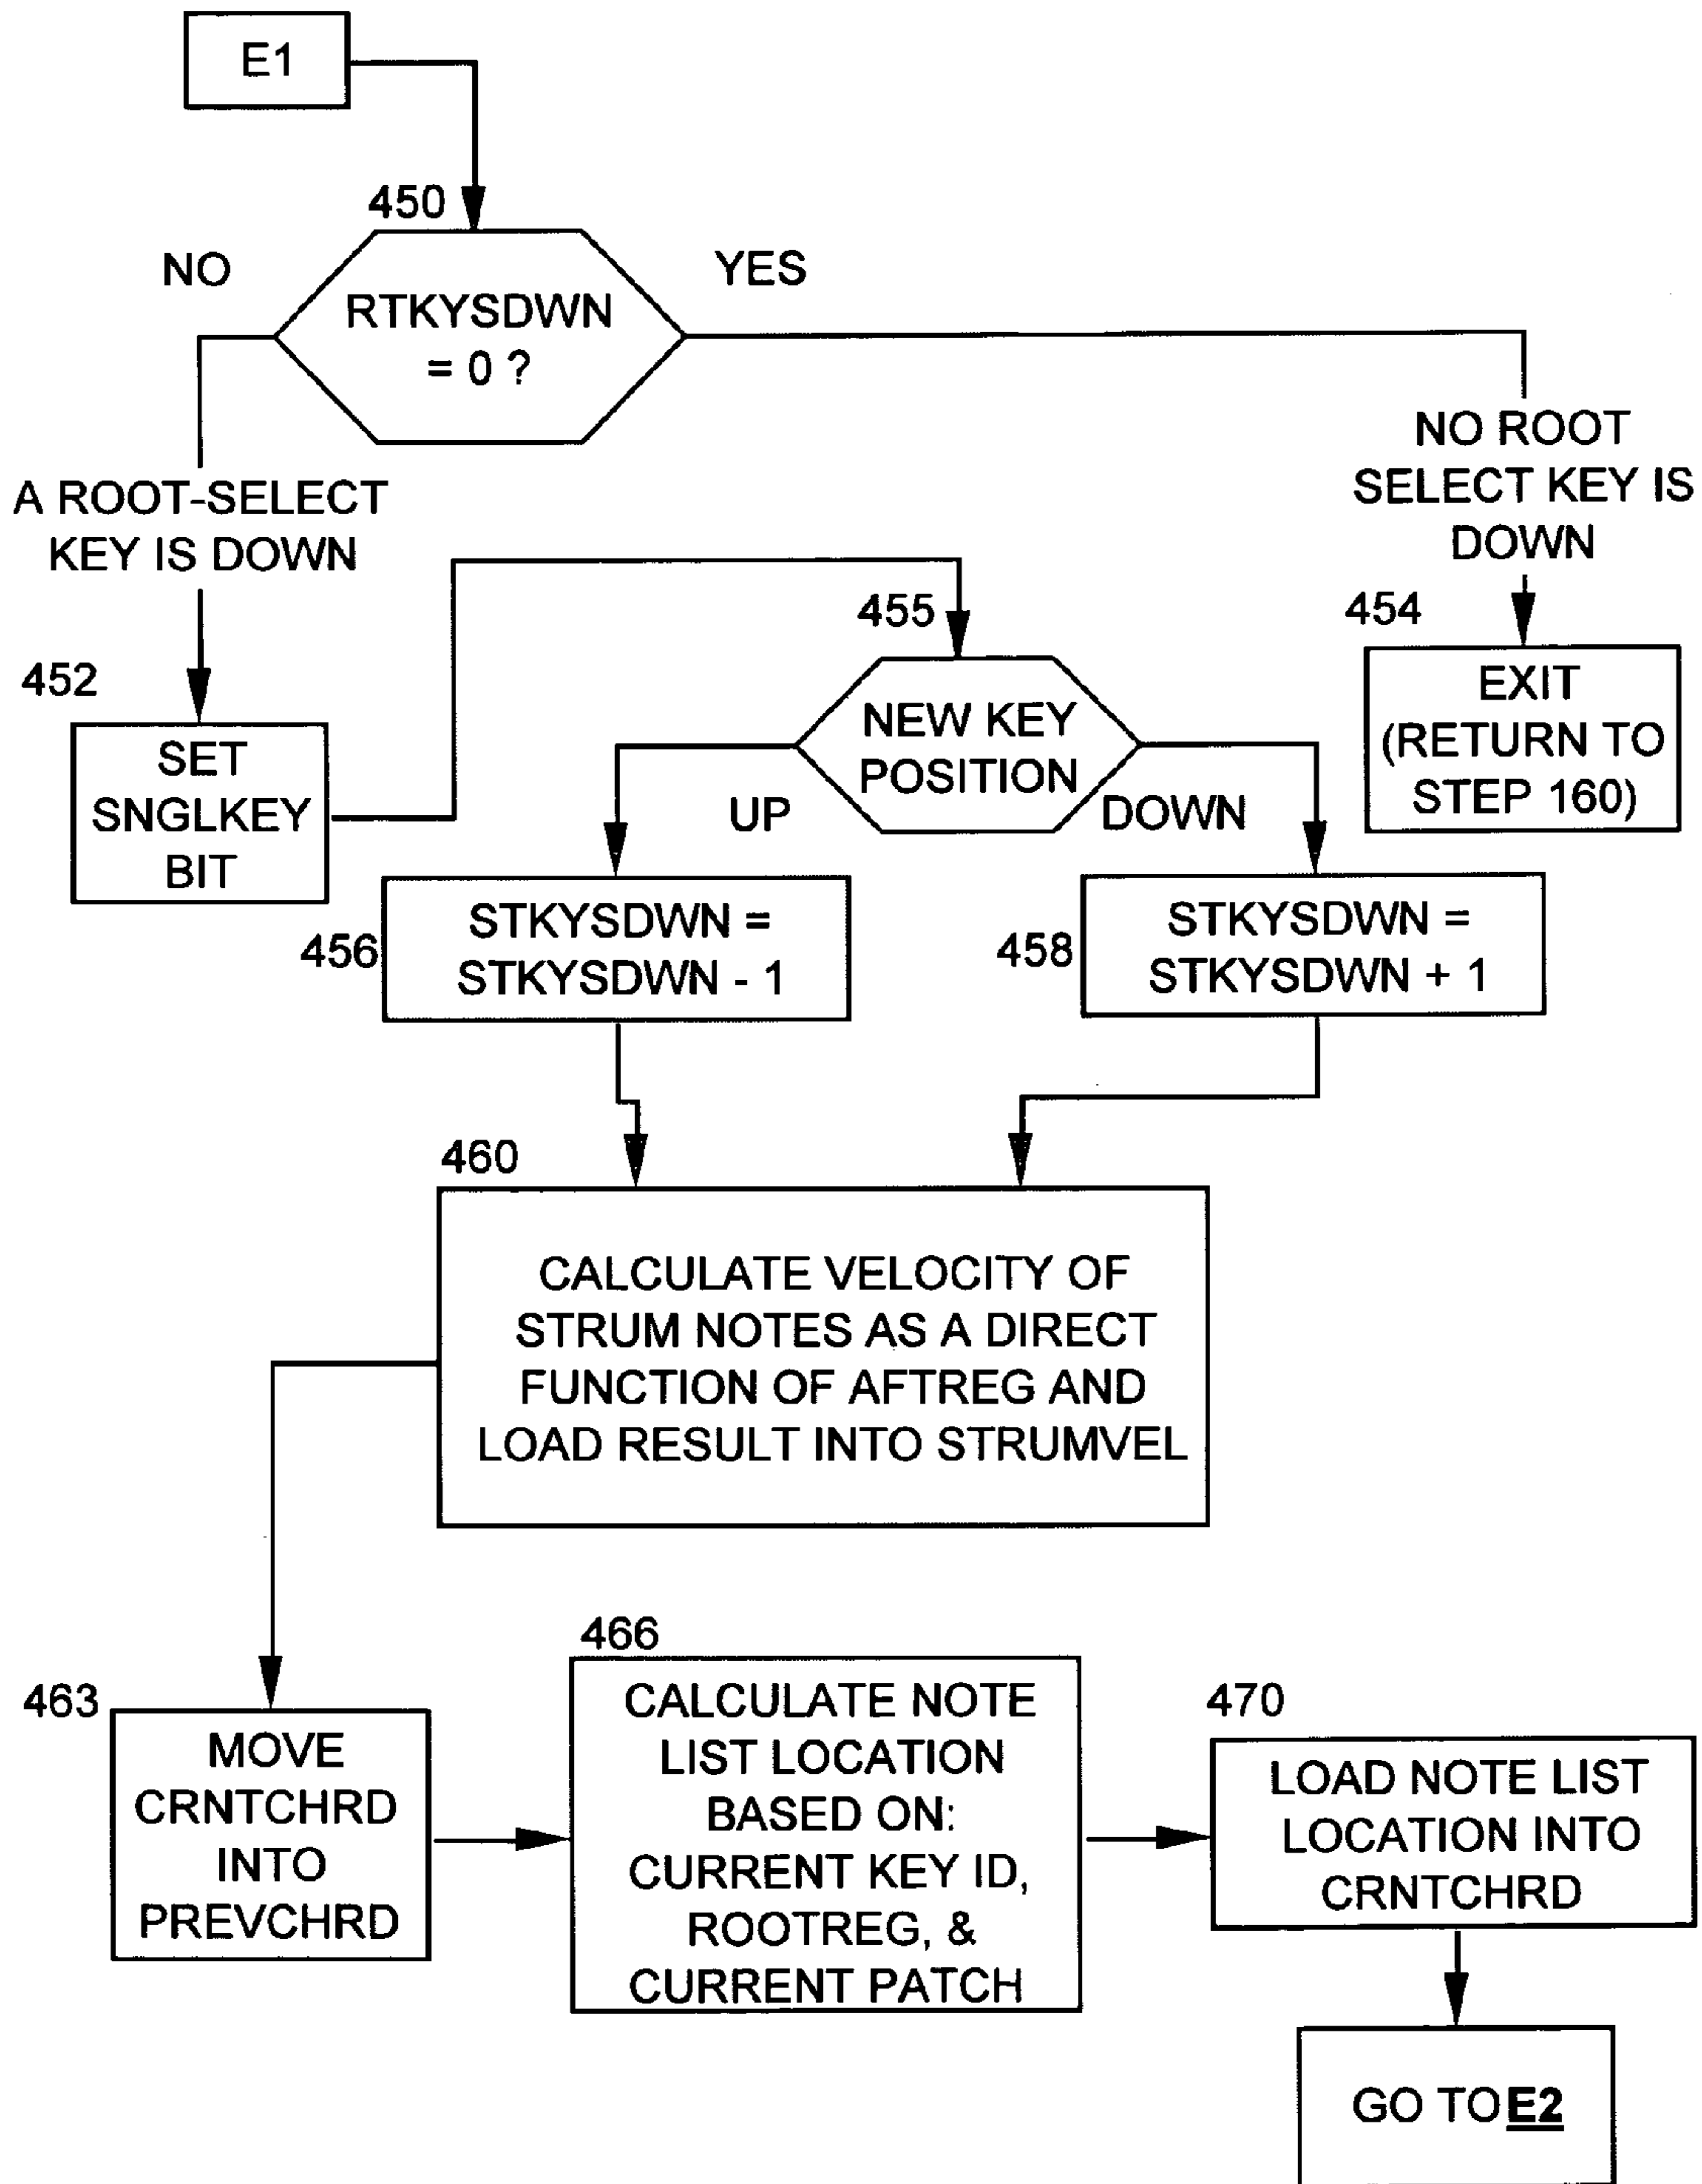 E1
450
NO
YES
RTKYSDWN
= 0 ?
A ROOT-SELECT
KEY IS DOWN
NO ROOT
SELECT KEY IS
DOWN
452
SET
SNGLKEY
BIT
455
NEW KEY
POSITION
UP
DOWN
454
EXIT
(RETURN TO
STEP 160)
456
STKYSDWN =
STKYSDWN - 1
458
STKYSDWN =
STKYSDWN + 1
460
CALCULATE VELOCITY OF
STRUM NOTES AS A DIRECT
FUNCTION OF AFTREG AND
LOAD RESULT INTO STRUMVEL
463
MOVE
CRNTCHRD
INTO
PREVCHRD
466
CALCULATE NOTE
LIST LOCATION
BASED ON:
CURRENT KEY ID,
ROOTREG, &
CURRENT PATCH
470
LOAD NOTE LIST
LOCATION INTO
CRNTCHRD
GO TO E2